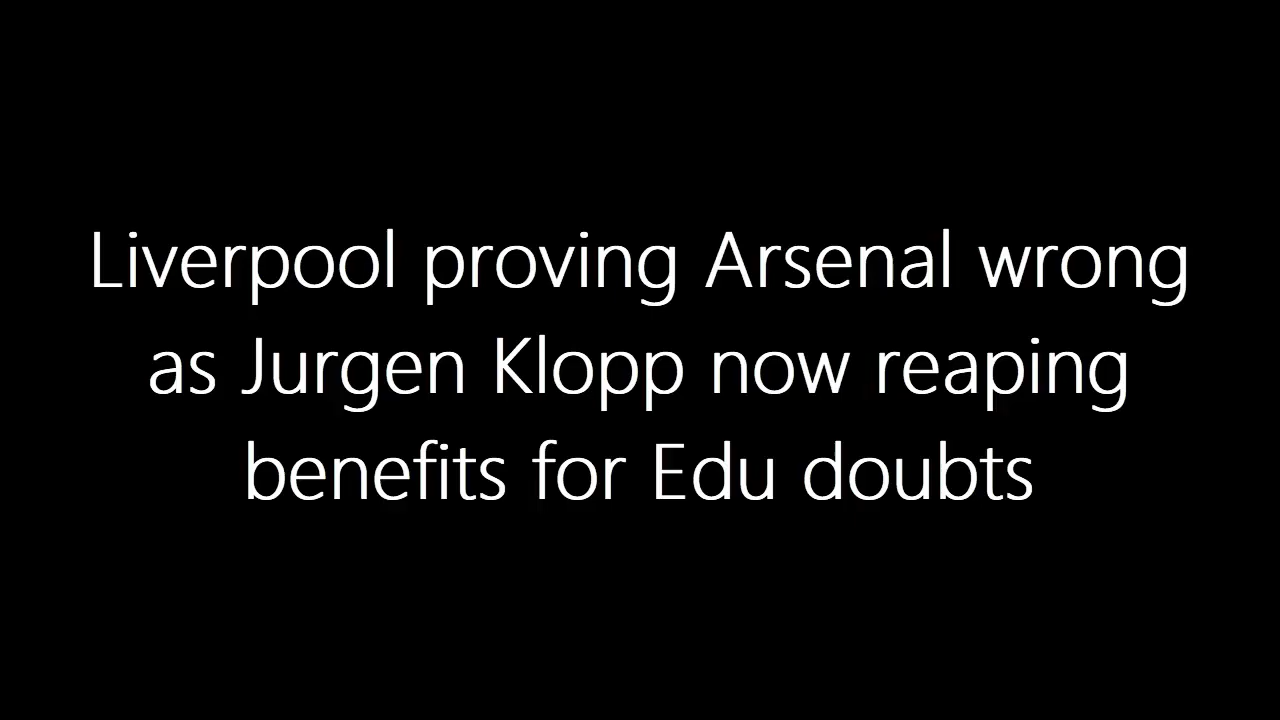 Liverpool proving Arsenal wrong
as Jurgen Klopp now reaping
benefits for Edu doubts